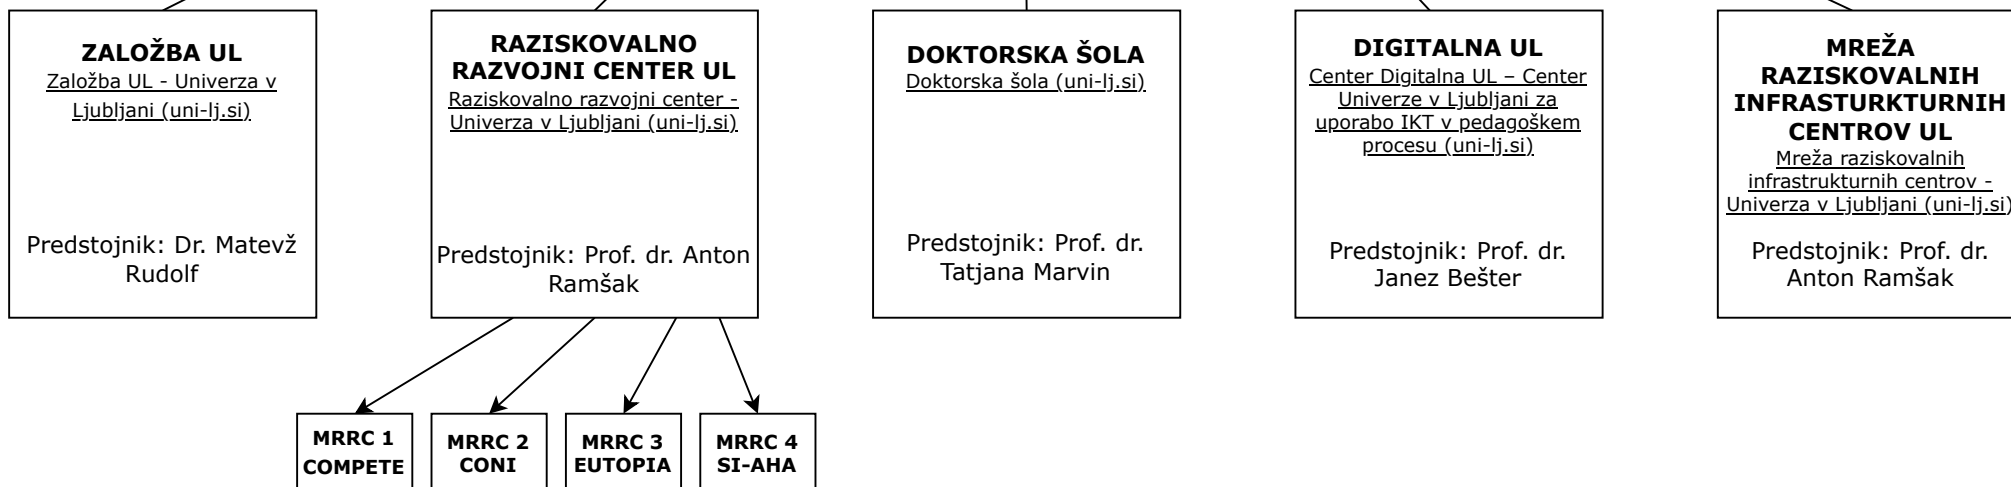 ZALOŽBA UL
Založba UL - Univerza v
Ljubljani (uni-lj.si)
Predstojnik: Dr. Matevž
Rudolf
RAZISKOVALNO
RAZVOJNI CENTER UL
Raziskovalno razvojni center -
Univerza v Ljubljani (uni-lj.si)
Predstojnik: Prof. dr. Anton
Ramšak
DOKTORSKA ŠOLA
Doktorska šola (uni-lj.si)
Predstojnik: Prof. dr.
Tatjana Marvin
DIGITALNA UL
Center Digitalna UL – Center
Univerze v Ljubljani za
uporabo IKT v pedagoškem
procesu (uni-lj.si)
Predstojnik: Prof. dr.
Janez Bešter
MREŽA
RAZISKOVALNIH
INFRASTURKTURNIH
CENTROV UL
Mreža raziskovalnih
infrastrukturnih centrov -
Univerza v Ljubljani (uni-lj.si)
Predstojnik: Prof. dr.
Anton Ramšak
MRRC 1
COMPETE
MRRC 2
CONI
MRRC 3
EUTOPIA
MRRC 4
SI-AHA